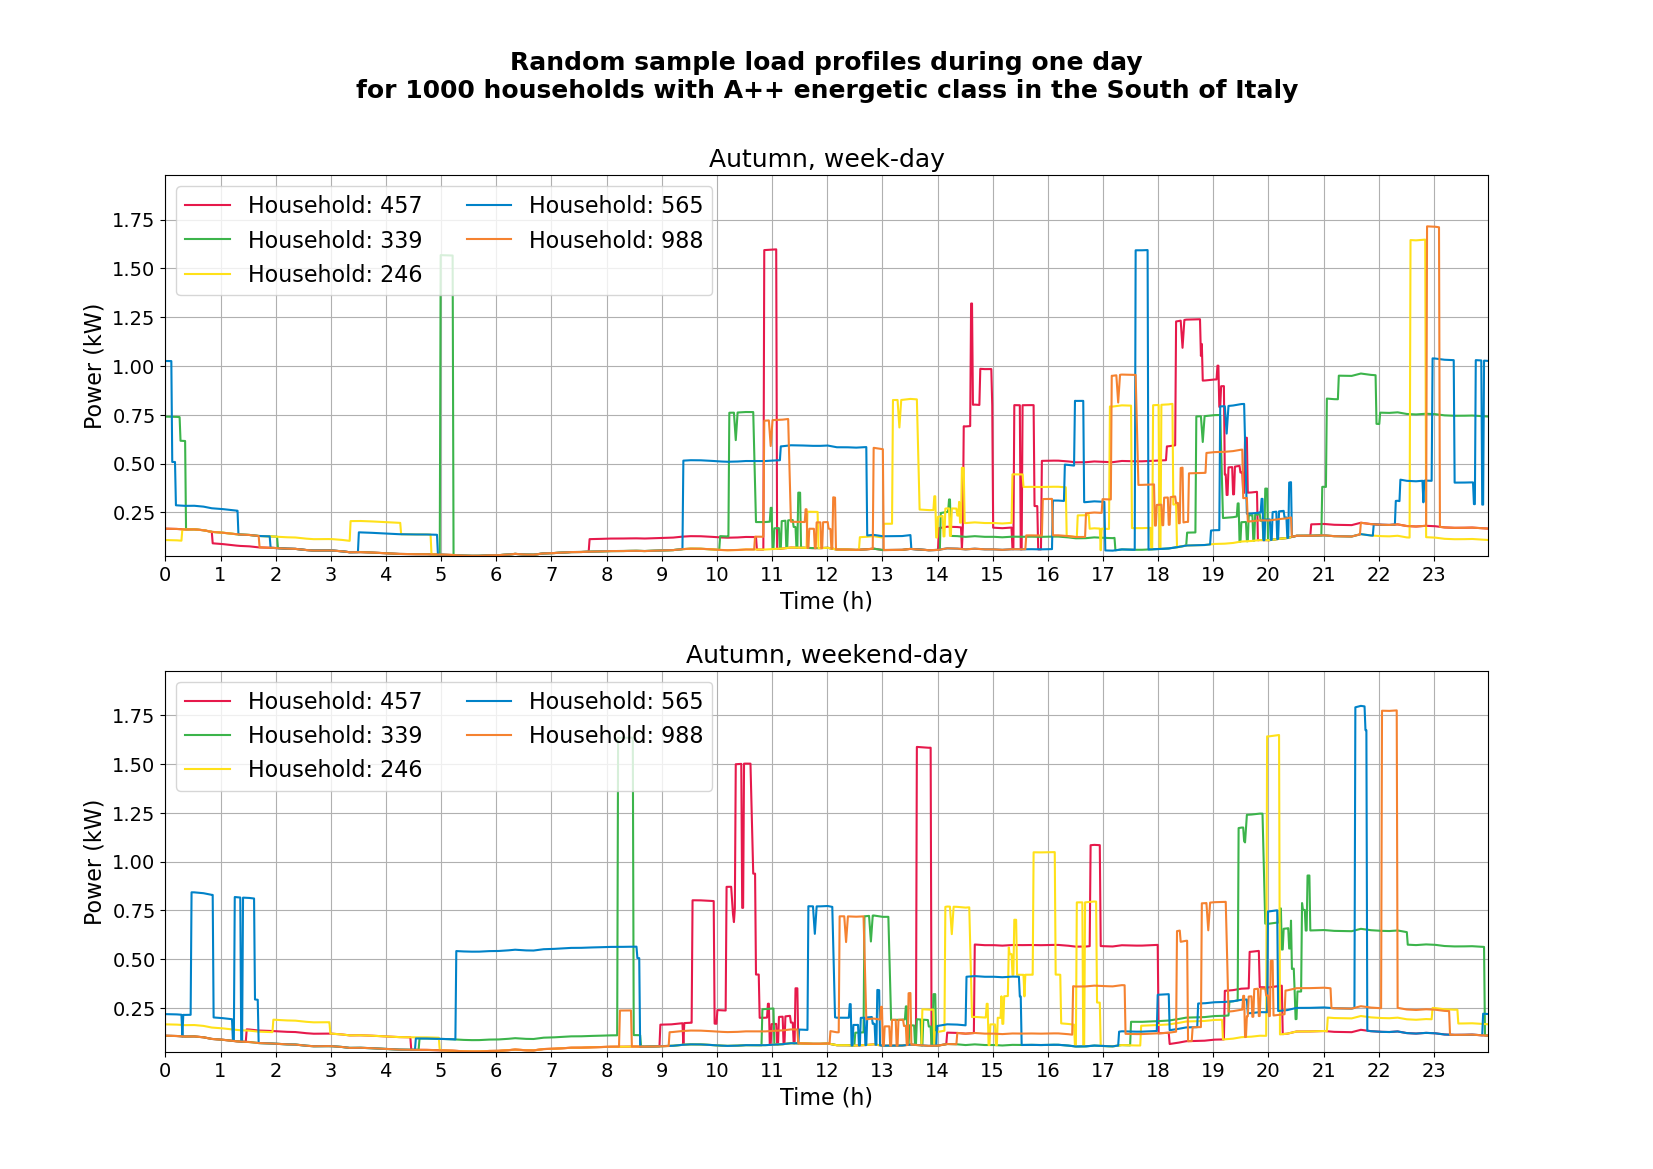 Random sample load profiles during one day
for 1000 households with A++ energetic class in the South of Italy
Autumn, week-day
Household: 457
Household: 339
Household: 246
Household: 565
Household: 988
Power (kW)
1.75
1.50
1.25
1.00
0.75
0.50
0.25
0 1 2 3 4 5 6 7 8 9 10 11 12 13 14 15 16 17 18 19 20 21 22 23
Time (h)
Autumn, weekend-day
Household: 457
Household: 339
Household: 246
Household: 565
Household: 988
Power (kW)
1.75
1.50
1.25
1.00
0.75
0.50
0.25
0 1 2 3 4 5 6 7 8 9 10 11 12 13 14 15 16 17 18 19 20 21 22 23
Time (h)